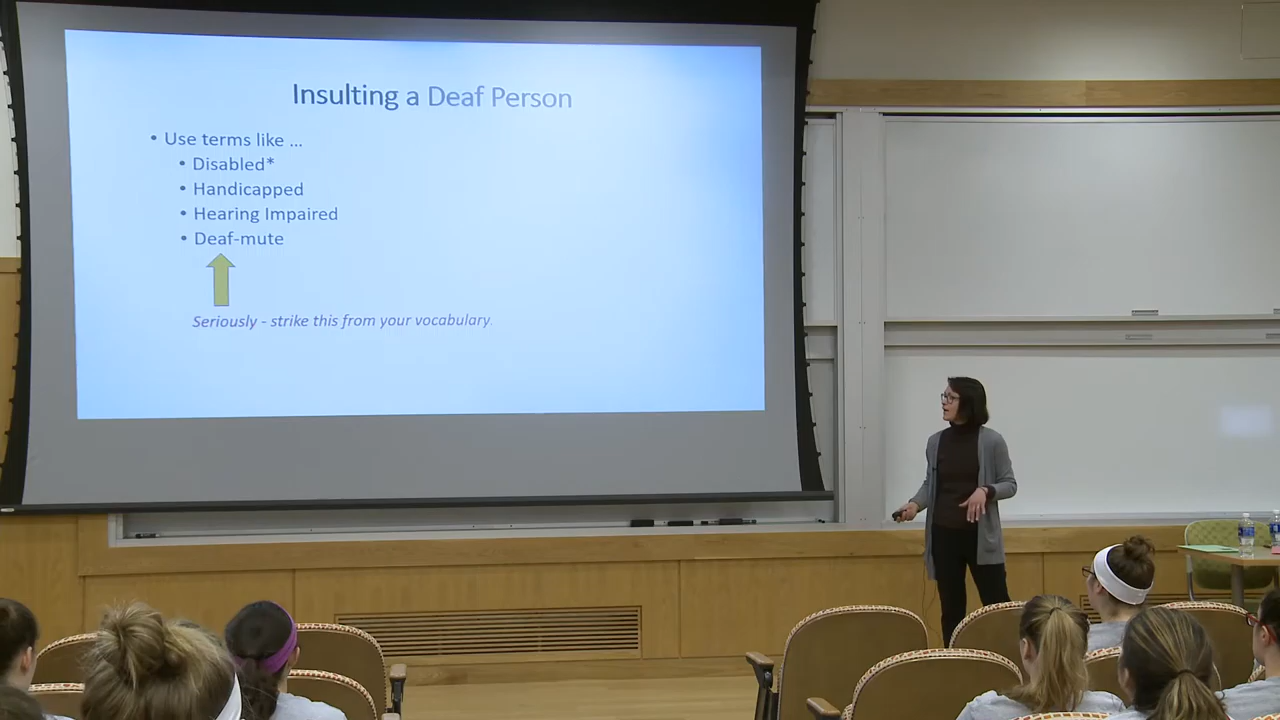 Insulting a Deaf Person
• Use terms like ...
• Disabled*
• Handicapped
• Hearing Impaired
• Deaf-mute
Seriously - strike this from your vocabulary.